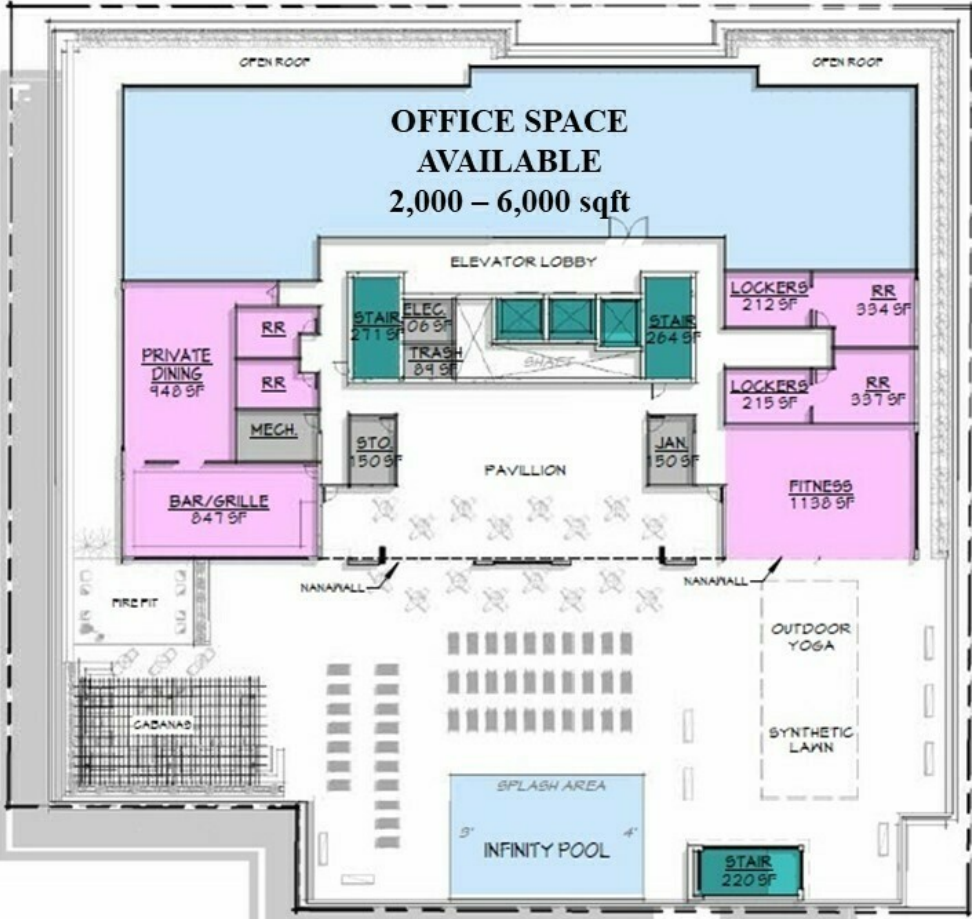 OPEN ROOF
OPEN ROOF
OFFICE SPACE
AVAILABLE
2,000 – 6,000 sqft
ELEVATOR LOBBY
STAIR
271 SF
ELEC.
106 SF
TRASH
89 SF
SHAFT
STAIR
264 SF
LOCKERS
212 SF
RR
334 SF
LOCKERS
215 SF
RR
337 SF
PRIVATE
DINING
948 SF
RR
RR
MECH.
STO.
150 SF
JAN.
150 SF
PAVILLION
BAR/GRILLE
847 SF
FITNESS
1138 SF
NANAWALL
NANAWALL
FIRE PIT
OUTDOOR
YOGA
CABANAS
SYNTHETIC
LAWN
SPLASH AREA
3'
4'
INFINITY POOL
STAIR
220 SF